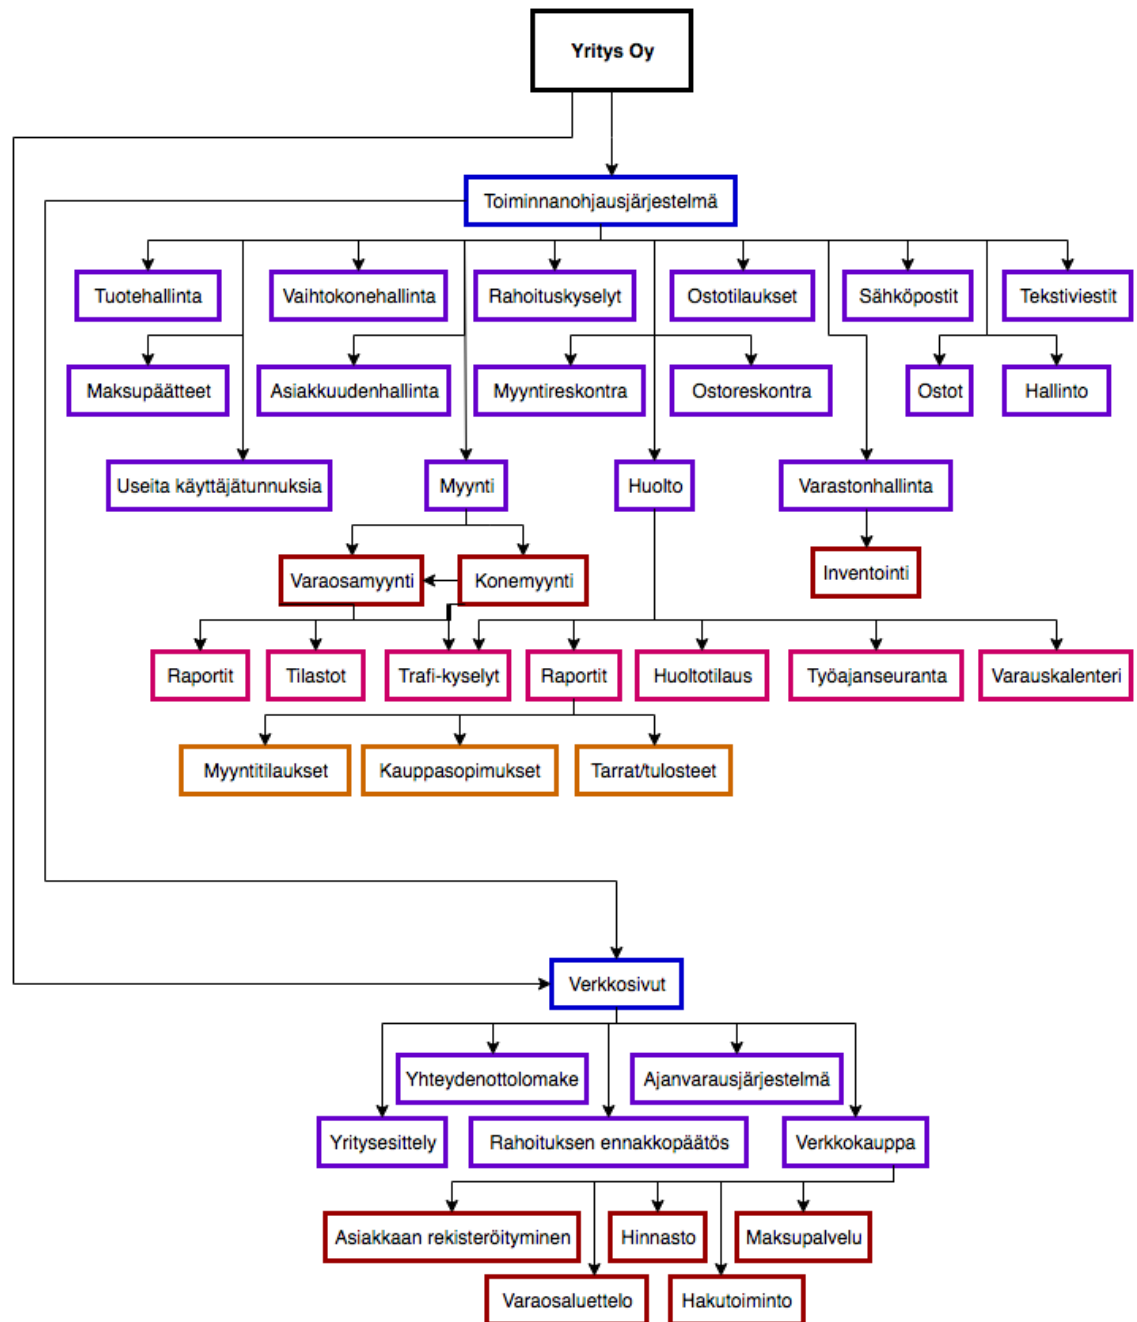 Yritys Oy
Toiminnanohjausjärjestelmä
Tuotehallinta
Vaihtokonehallinta
Rahoituskyselyt
Ostotilaukset
Sähköpostit
Tekstiviestit
Maksupäätteet
Asiakkuudenhallinta
Myyntireskontra
Ostoreskontra
Ostot
Hallinto
Useita käyttäjätunnuksia
Myynti
Huolto
Varastonhallinta
Varaosamyynti
Konemyynti
Inventointi
Raportit
Tilastot
Trafi-kyselyt
Raportit
Huoltotilaus
Työajanseuranta
Varauskalenteri
Myyntitilaukset
Kauppasopimukset
Tarrat/tulosteet
Verkkosivut
Yhteydenottolomake
Ajanvarausjärjestelmä
Yritysesittely
Rahoituksen ennakkopäätös
Verkkokauppa
Asiakkaan rekisteröityminen
Hinnasto
Maksupalvelu
Varaosaluettelo
Hakutoiminto